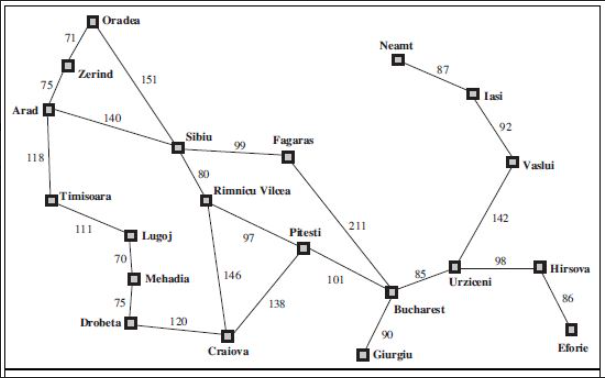 Oradea
71
Neamt
Zerind
87
151
75
Iasi
Arad
140
92
Sibiu
Fagaras
99
118
Vaslui
80
Timisoara
Rimnicu Vilcea
211
142
111
Lugoj
97
Pitesti
70
98
Hirsova
85
Mehadia
146
101
Urziceni
86
75
138
Bucharest
Drobeta
120
90
Craiova
Giurgiu
Eforie